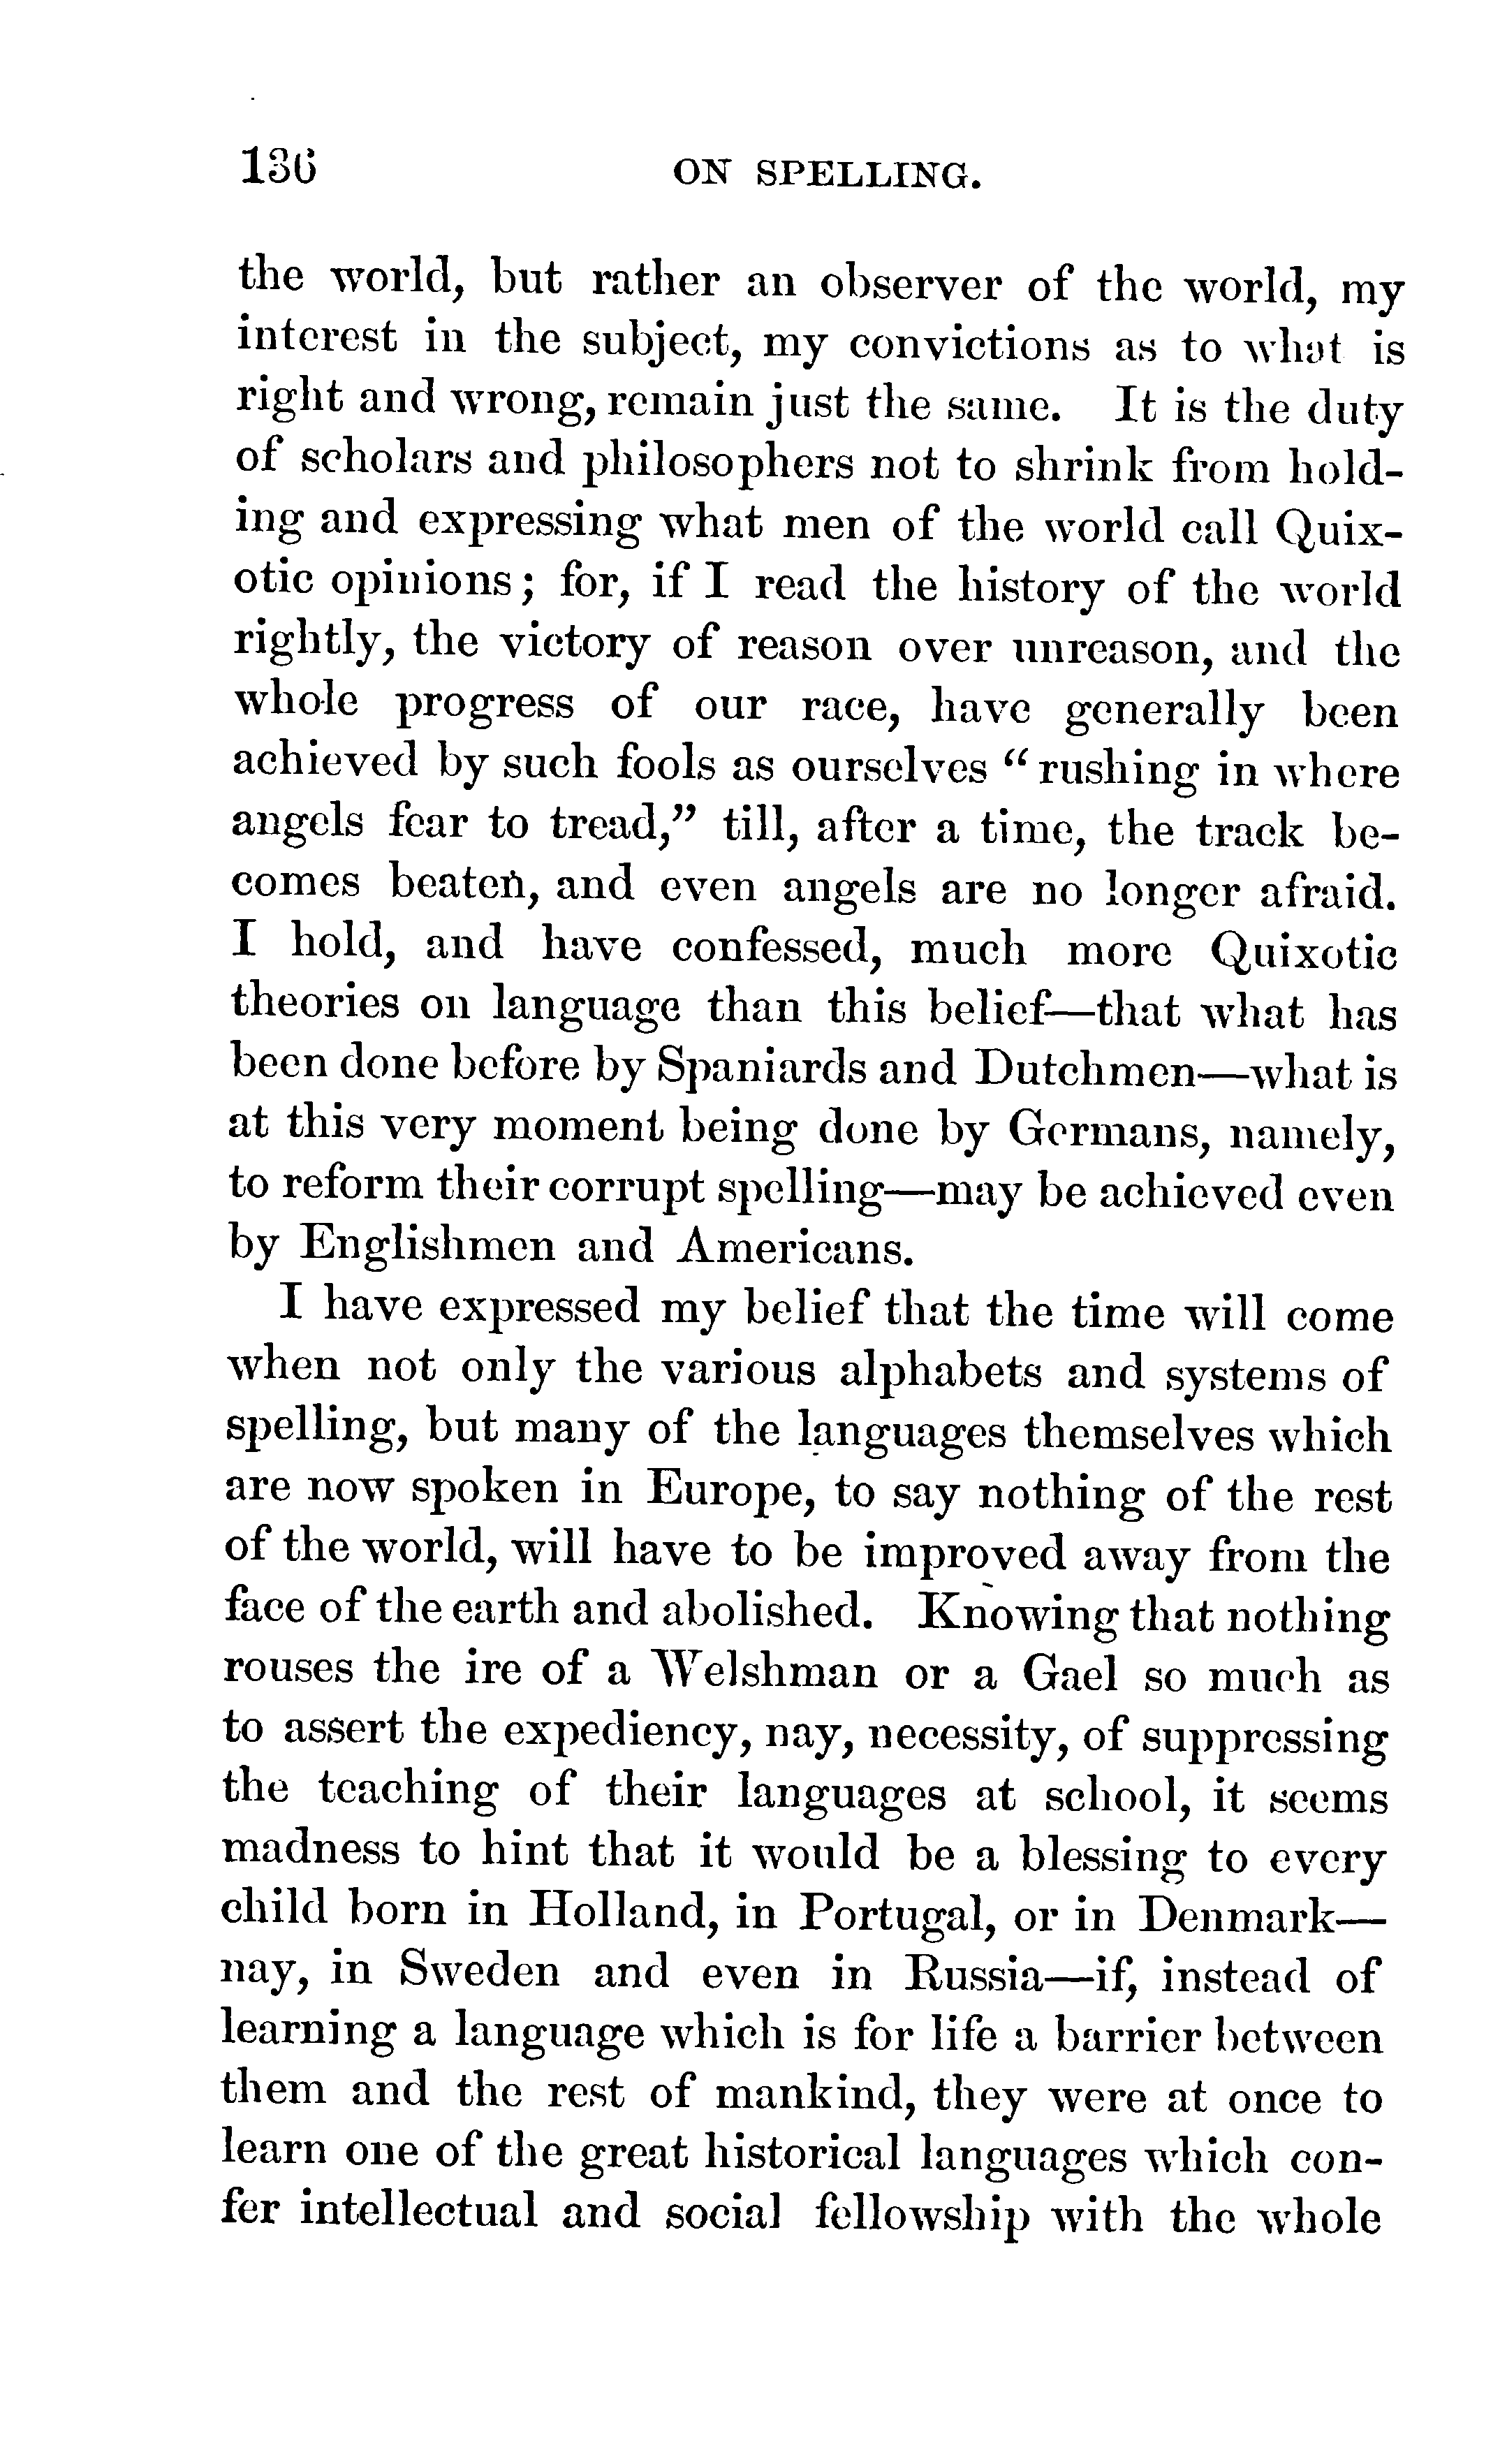 136 ON SPELLING.
the world, but rather an observer of the world, my
interest in the subject, my convictions as to what is
right and wrong, remain just the same. It is the duty
of scholars and philosophers not to shrink from hold-
ing and expressing what men of the world call Quix-
otic opinions; for, if I read the history of the world
rightly, the victory of reason over unreason, and the
whole progress of our race, have generally been
achieved by such fools as ourselves “rushing in where
angels fear to tread,” till, after a time, the track be-
comes beaten, and even angels are no longer afraid.
I hold, and have confessed, much more Quixotic
theories on language than this belief—that what has
been done before by Spaniards and Dutchmen—what is
at this very moment being done by Germans, namely,
to reform their corrupt spelling—may be achieved even
by Englishmen and Americans.
I have expressed my belief that the time will come
when not only the various alphabets and systems of
spelling, but many of the languages themselves which
are now spoken in Europe, to say nothing of the rest
of the world, will have to be improved away from the
face of the earth and abolished. Knowing that nothing
rouses the ire of a Welshman or a Gael so much as
to assert the expediency, nay, necessity, of suppressing
the teaching of their languages at school, it seems
madness to hint that it would be a blessing to every
child born in Holland, in Portugal, or in Denmark—
nay, in Sweden and even in Russia—if, instead of
learning a language which is for life a barrier between
them and the rest of mankind, they were at once to
learn one of the great historical languages which con-
fer intellectual and social fellowship with the whole